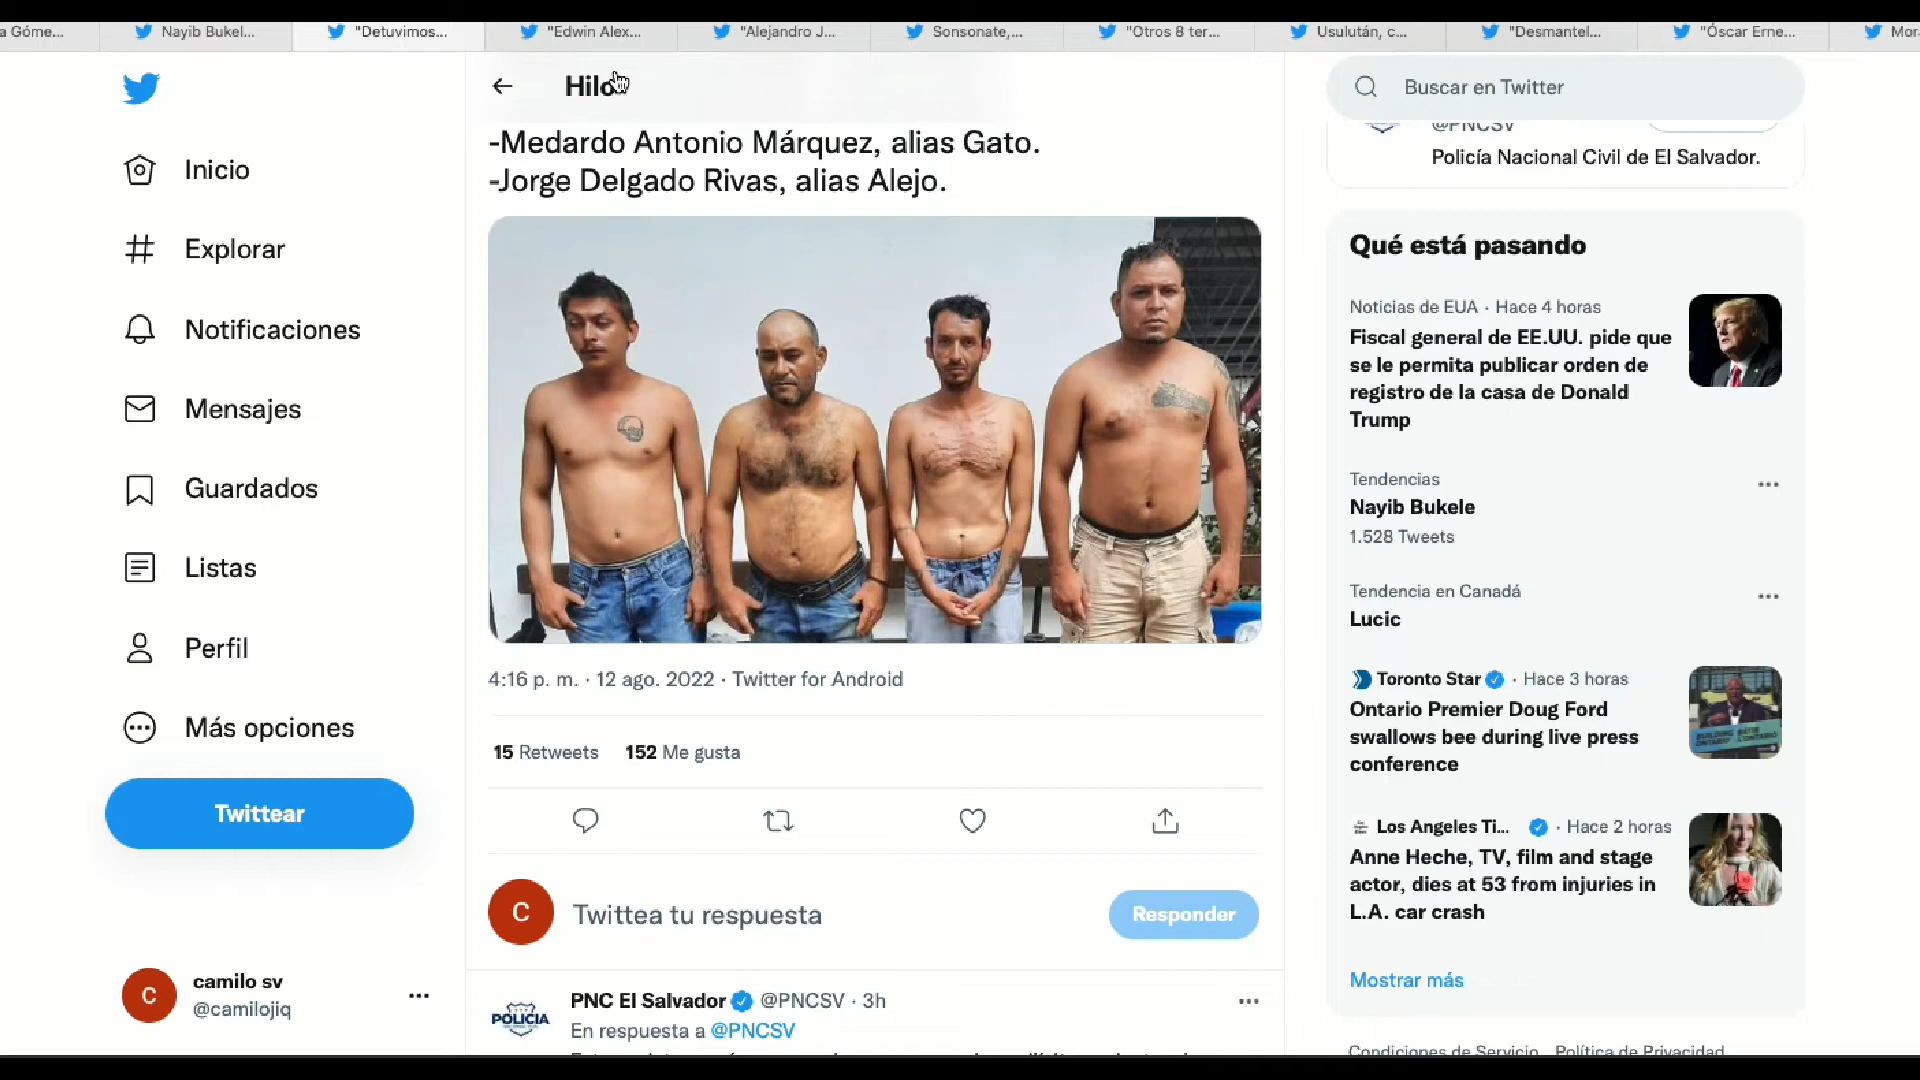 a Góme...
Nayib Bukel...
"Detuvimos...
"Edwin Alex...
"Alejandro J...
Sonsonate,...
"Otros 8 ter...
Usulután, c...
"Desmantel...
"Óscar Erne...
Mor
Inicio
Explorar
Notificaciones
Mensajes
Guardados
Listas
Perfil
Más opciones
Twittear
C
camilo sv
@camilojiq
Hilo
-Medardo Antonio Márquez, alias Gato.
-Jorge Delgado Rivas, alias Alejo.
4:16 p. m. · 12 ago. 2022 · Twitter for Android
15 Retweets 152 Me gusta
C
Twittea tu respuesta
Responder
POLICIA
PNC El Salvador @PNCSV · 3h
En respuesta a @PNCSV
Buscar en Twitter
@PNCSV
Policía Nacional Civil de El Salvador.
Qué está pasando
Noticias de EUA · Hace 4 horas
Fiscal general de EE.UU. pide que
se le permita publicar orden de
registro de la casa de Donald
Trump
Tendencias
Nayib Bukele
1.528 Tweets
Tendencia en Canadá
Lucic
Toronto Star · Hace 3 horas
Ontario Premier Doug Ford
swallows bee during live press
conference
Los Angeles Ti... · Hace 2 horas
Anne Heche, TV, film and stage
actor, dies at 53 from injuries in
L.A. car crash
Mostrar más
Condiciones de Servicio Política de Privacidad